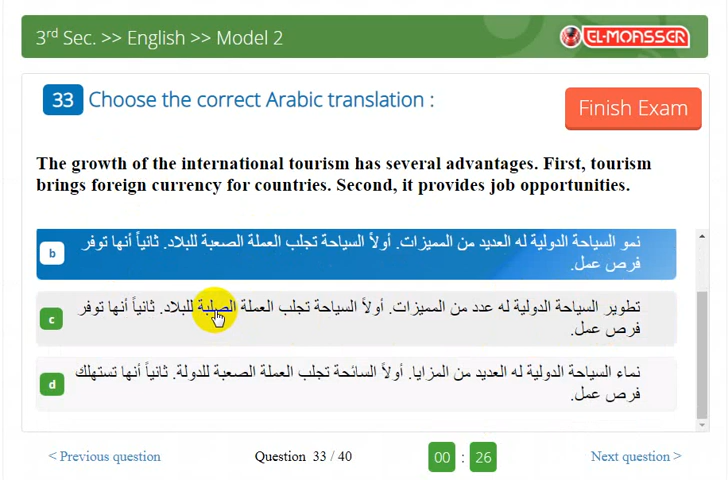 3rd Sec. >> English >> Model 2
EL-MOASSER
33 Choose the correct Arabic translation :
Finish Exam
The growth of the international tourism has several advantages. First, tourism
brings foreign currency for countries. Second, it provides job opportunities.
b
نمو السياحة الدولية له العديد من المميزات. أولاً السياحة تجلب العملة الصعبة للبلاد. ثانياً أنها توفر
فرص عمل.
c
تطوير السياحة الدولية له عدد من المميزات. أولاً السياحة تجلب العملة الصلبة للبلاد. ثانياً أنها توفر
فرص عمل.
d
نماء السياحة الدولية له العديد من المزايا. أولاً السائحة تجلب العملة الصعبة للدولة. ثانياً أنها تستهلك
فرص عمل.
< Previous question
Question 33 / 40
00 : 26
Next question >